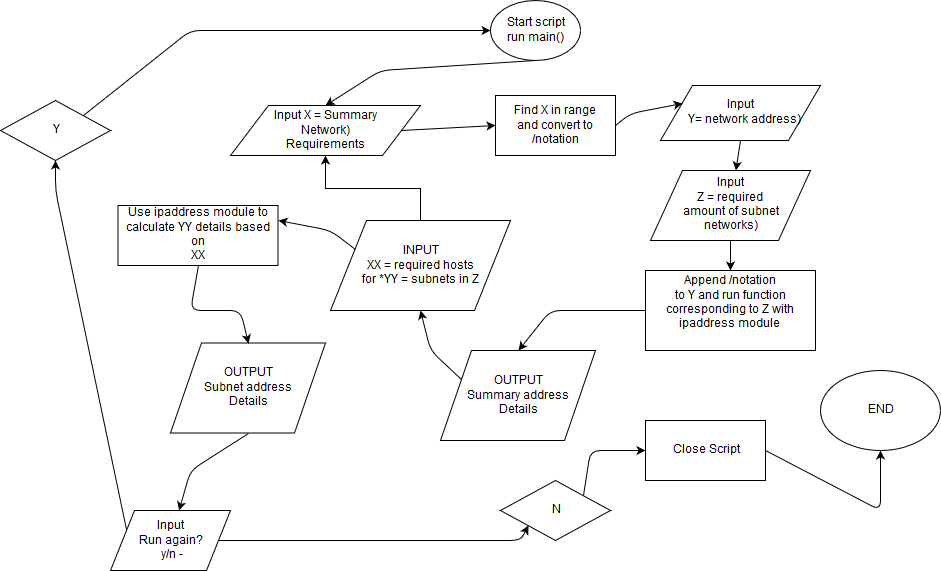 Start script
run main()
Y
Input X = Summary
Network)
Requirements
Find X in range
and convert to
/notation
Input
Y= network address)
Input
Z = required
amount of subnet
networks)
Append /notation
to Y and run function
corresponding to Z with
ipaddress module
OUTPUT
Summary address
Details
INPUT
XX = required hosts
for *YY = subnets in Z
Use ipaddress module to
calculate YY details based
on
XX
OUTPUT
Subnet address
Details
Input
Run again?
y/n -
N
Close Script
END